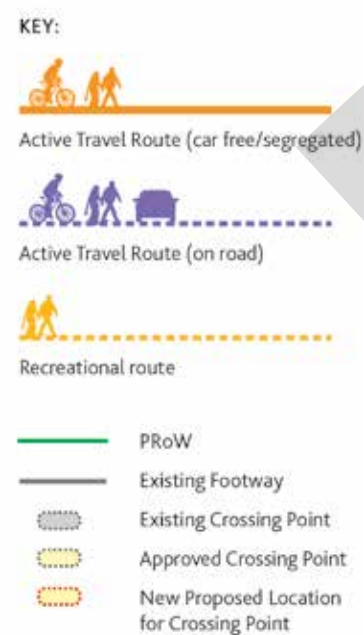 KEY:
Active Travel Route (car free/segregated)
Active Travel Route (on road)
Recreational route
PRoW
Existing Footway
Existing Crossing Point
Approved Crossing Point
New Proposed Location
for Crossing Point